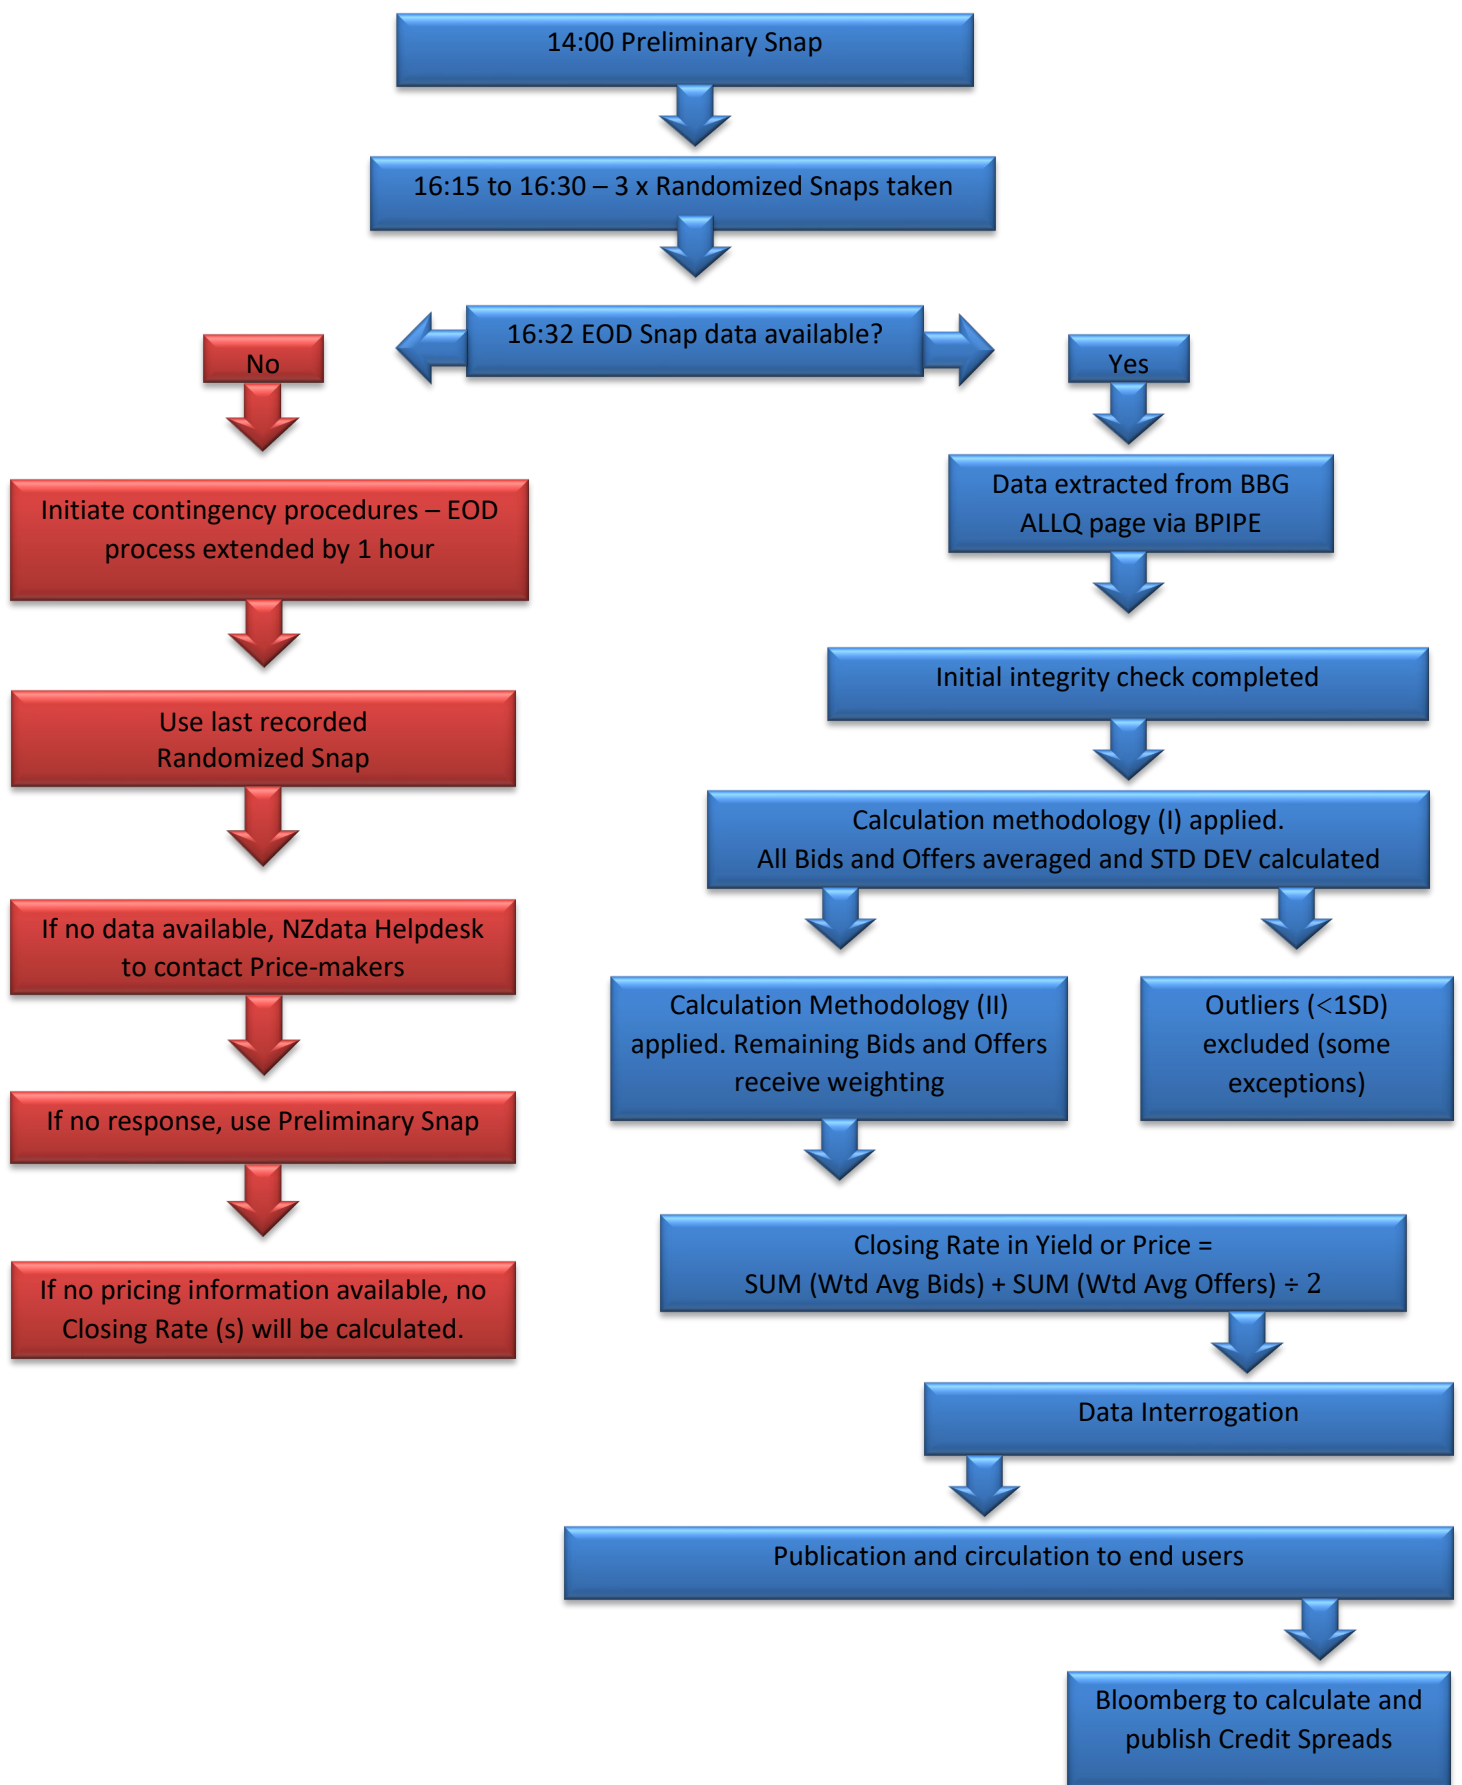 14:00 Preliminary Snap
16:15 to 16:30 – 3 x Randomized Snaps taken
16:32 EOD Snap data available?
No
Yes
Initiate contingency procedures – EOD
process extended by 1 hour
Use last recorded
Randomized Snap
If no data available, NZdata Helpdesk
to contact Price-makers
If no response, use Preliminary Snap
If no pricing information available, no
Closing Rate (s) will be calculated.
Data extracted from BBG
ALLQ page via BPIPE
Initial integrity check completed
Calculation methodology (I) applied.
All Bids and Offers averaged and STD DEV calculated
Calculation Methodology (II)
applied. Remaining Bids and Offers
receive weighting
Outliers (<1SD)
excluded (some
exceptions)
Closing Rate in Yield or Price =
SUM (Wtd Avg Bids) + SUM (Wtd Avg Offers) ÷ 2
Data Interrogation
Publication and circulation to end users
Bloomberg to calculate and
publish Credit Spreads